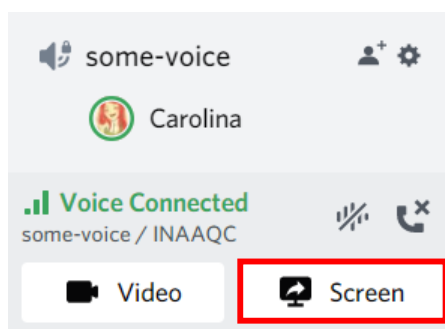 some-voice
Carolina
Voice Connected
some-voice / INAAQC
Video
Screen